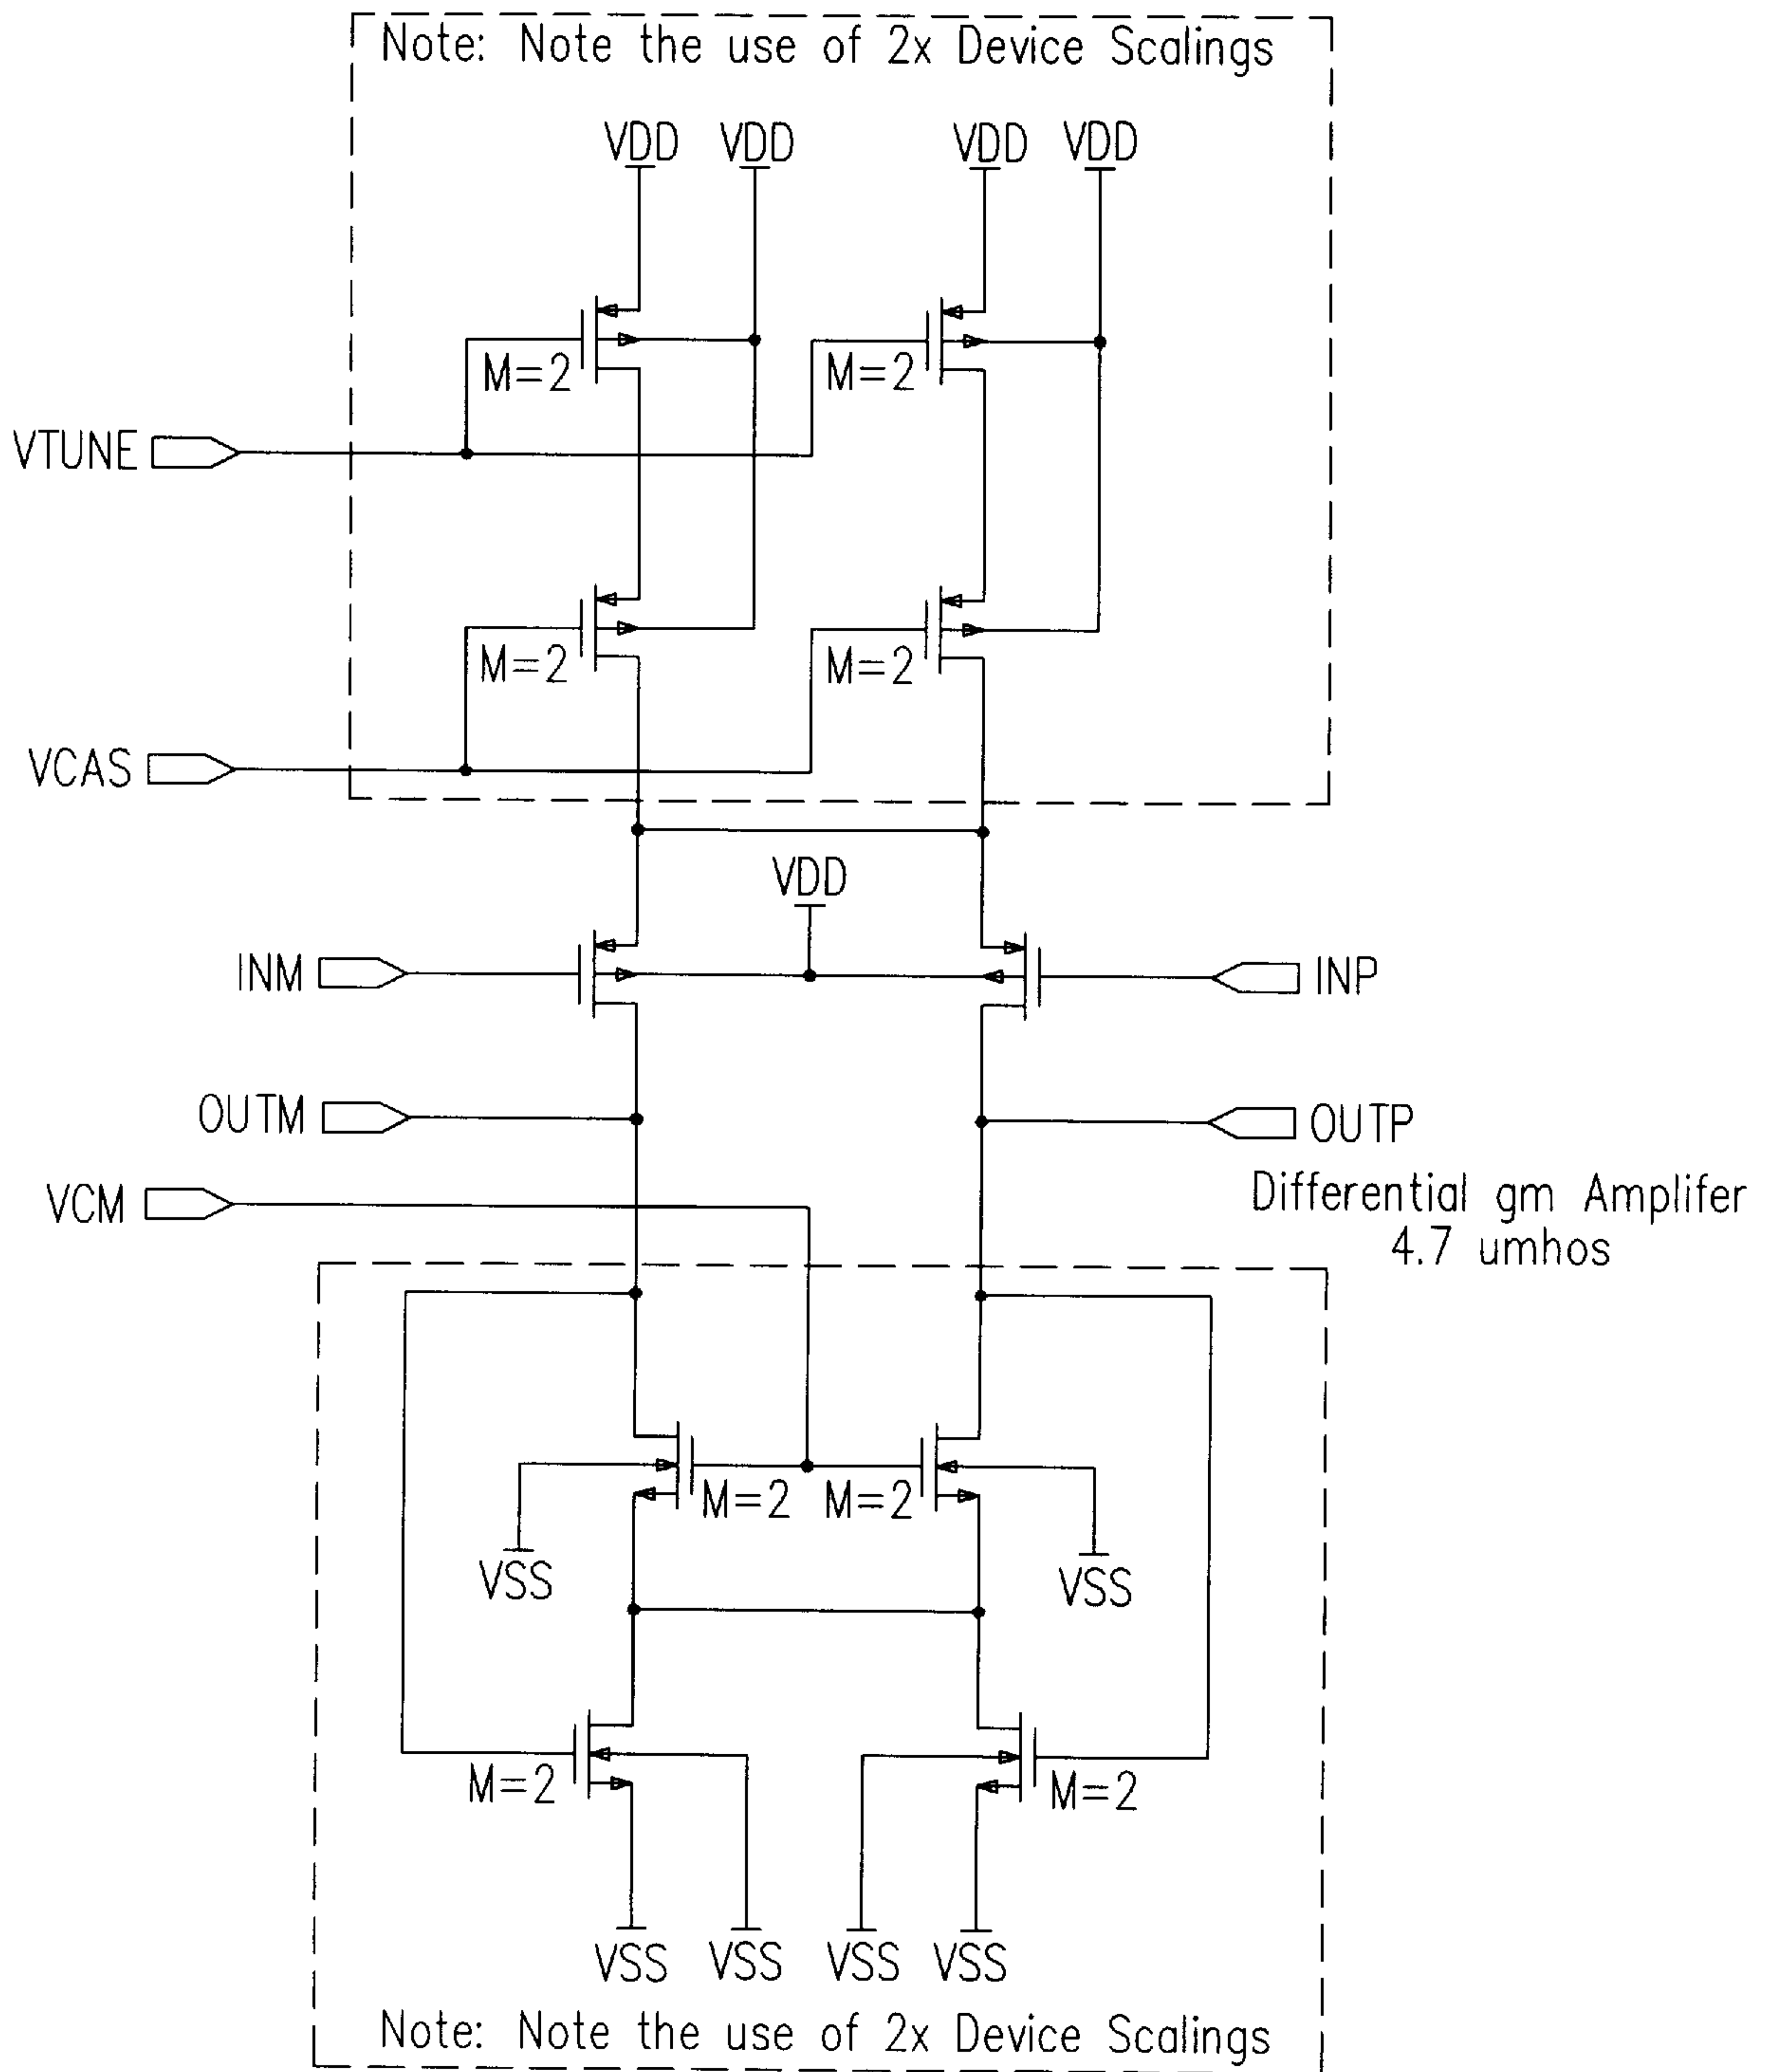 Note: Note the use of 2x Device Scalings
VDD VDD VDD VDD
M=2 M=2
VTUNE
M=2 M=2
VCAS
VDD
INM INP
OUTM OUTP
VCM
Differential gm Amplifer
4.7 umhos
M=2 M=2
VSS VSS
M=2 M=2
VSS VSS VSS VSS
Note: Note the use of 2x Device Scalings